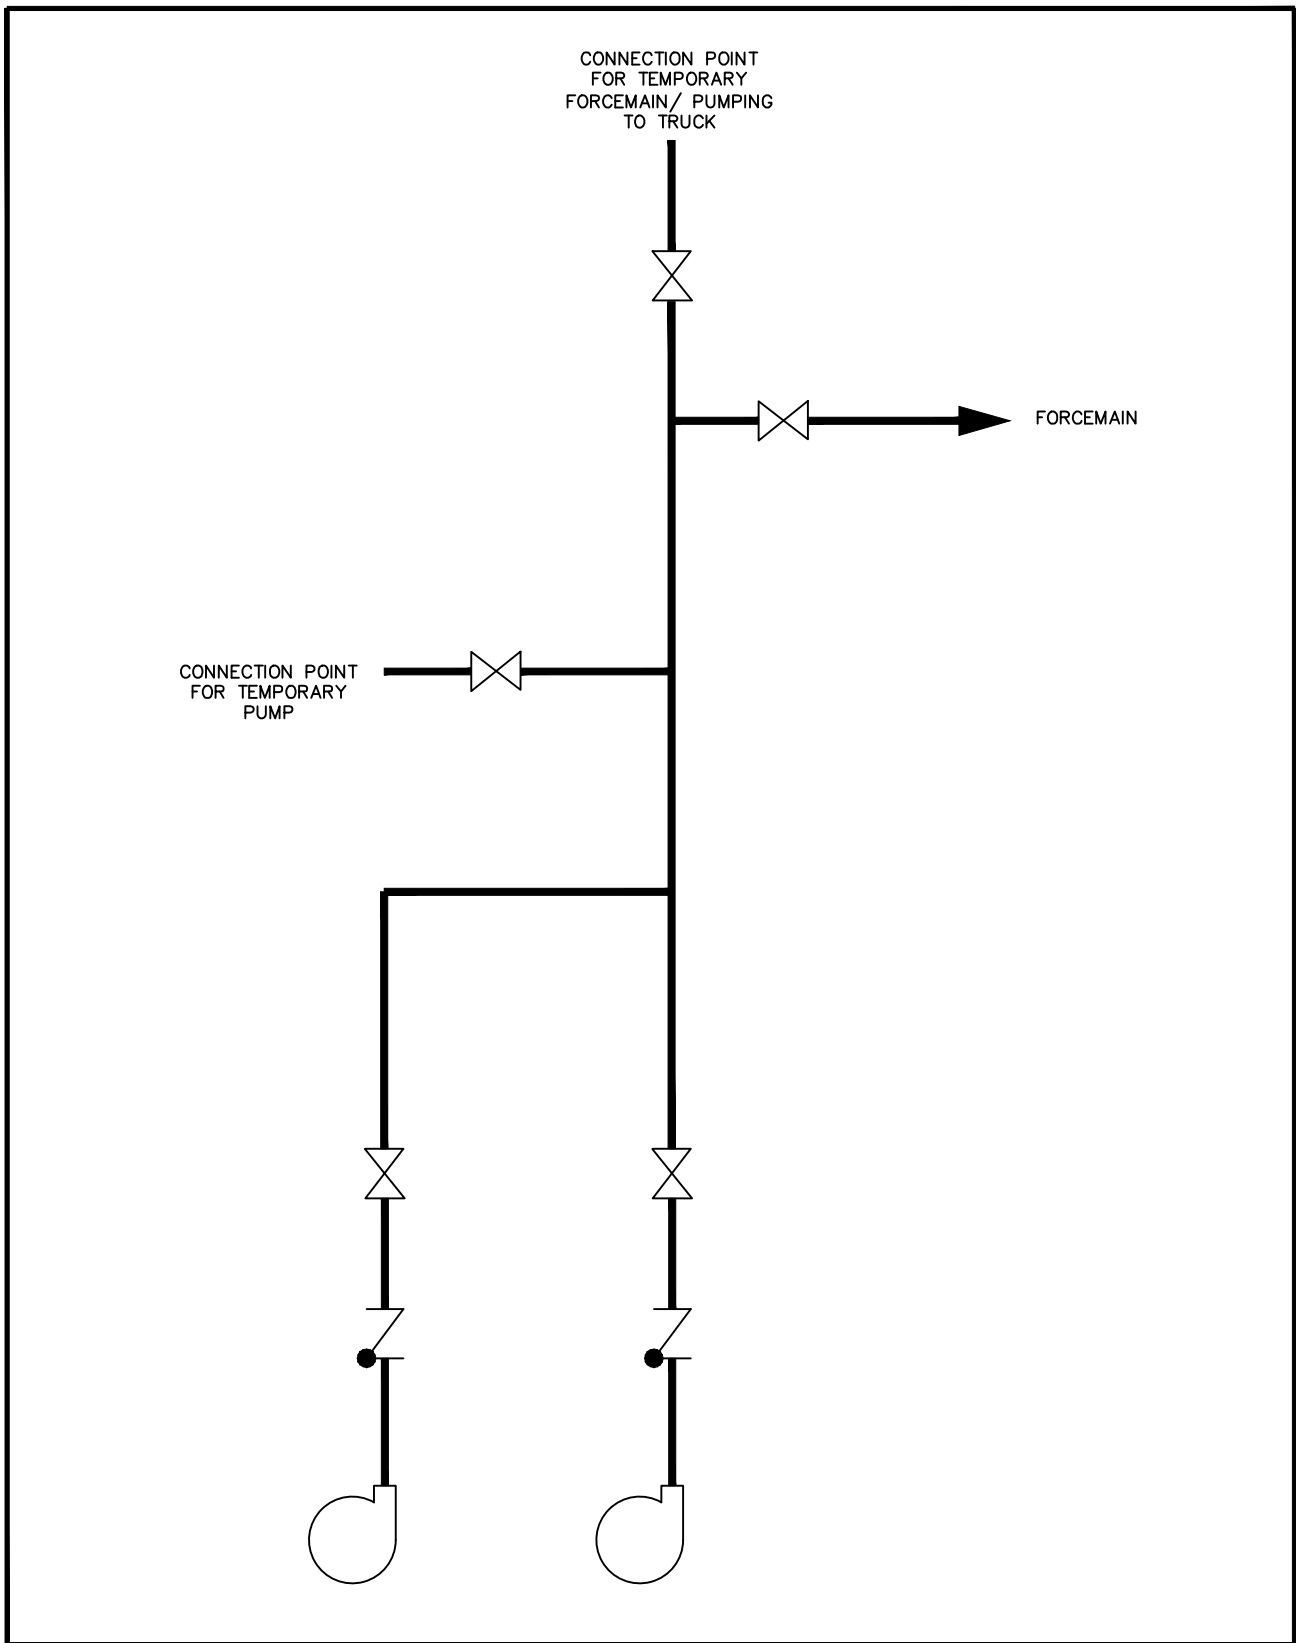 CONNECTION POINT
FOR TEMPORARY
FORCEMAIN/ PUMPING
TO TRUCK
FORCEMAIN
CONNECTION POINT
FOR TEMPORARY
PUMP